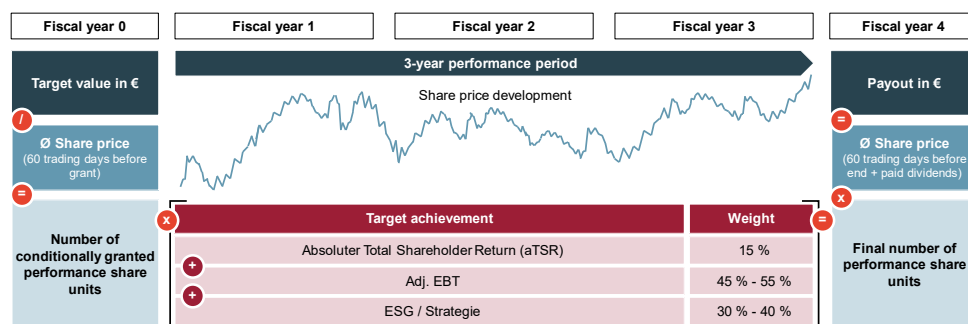 Fiscal year 0
Fiscal year 1
Fiscal year 2
Fiscal year 3
Fiscal year 4
Target value in €
3-year performance period
Payout in €
Share price development
/
=
Ø Share price
(60 trading days before
grant)
Ø Share price
(60 trading days before
end + paid dividends)
=
x
Number of
conditionally granted
performance share
units
x
Target achievement
Weight
=
Absoluter Total Shareholder Return (aTSR)
15 %
+
Adj. EBT
45 % - 55 %
+
ESG / Strategie
30 % - 40 %
Final number of
performance share
units